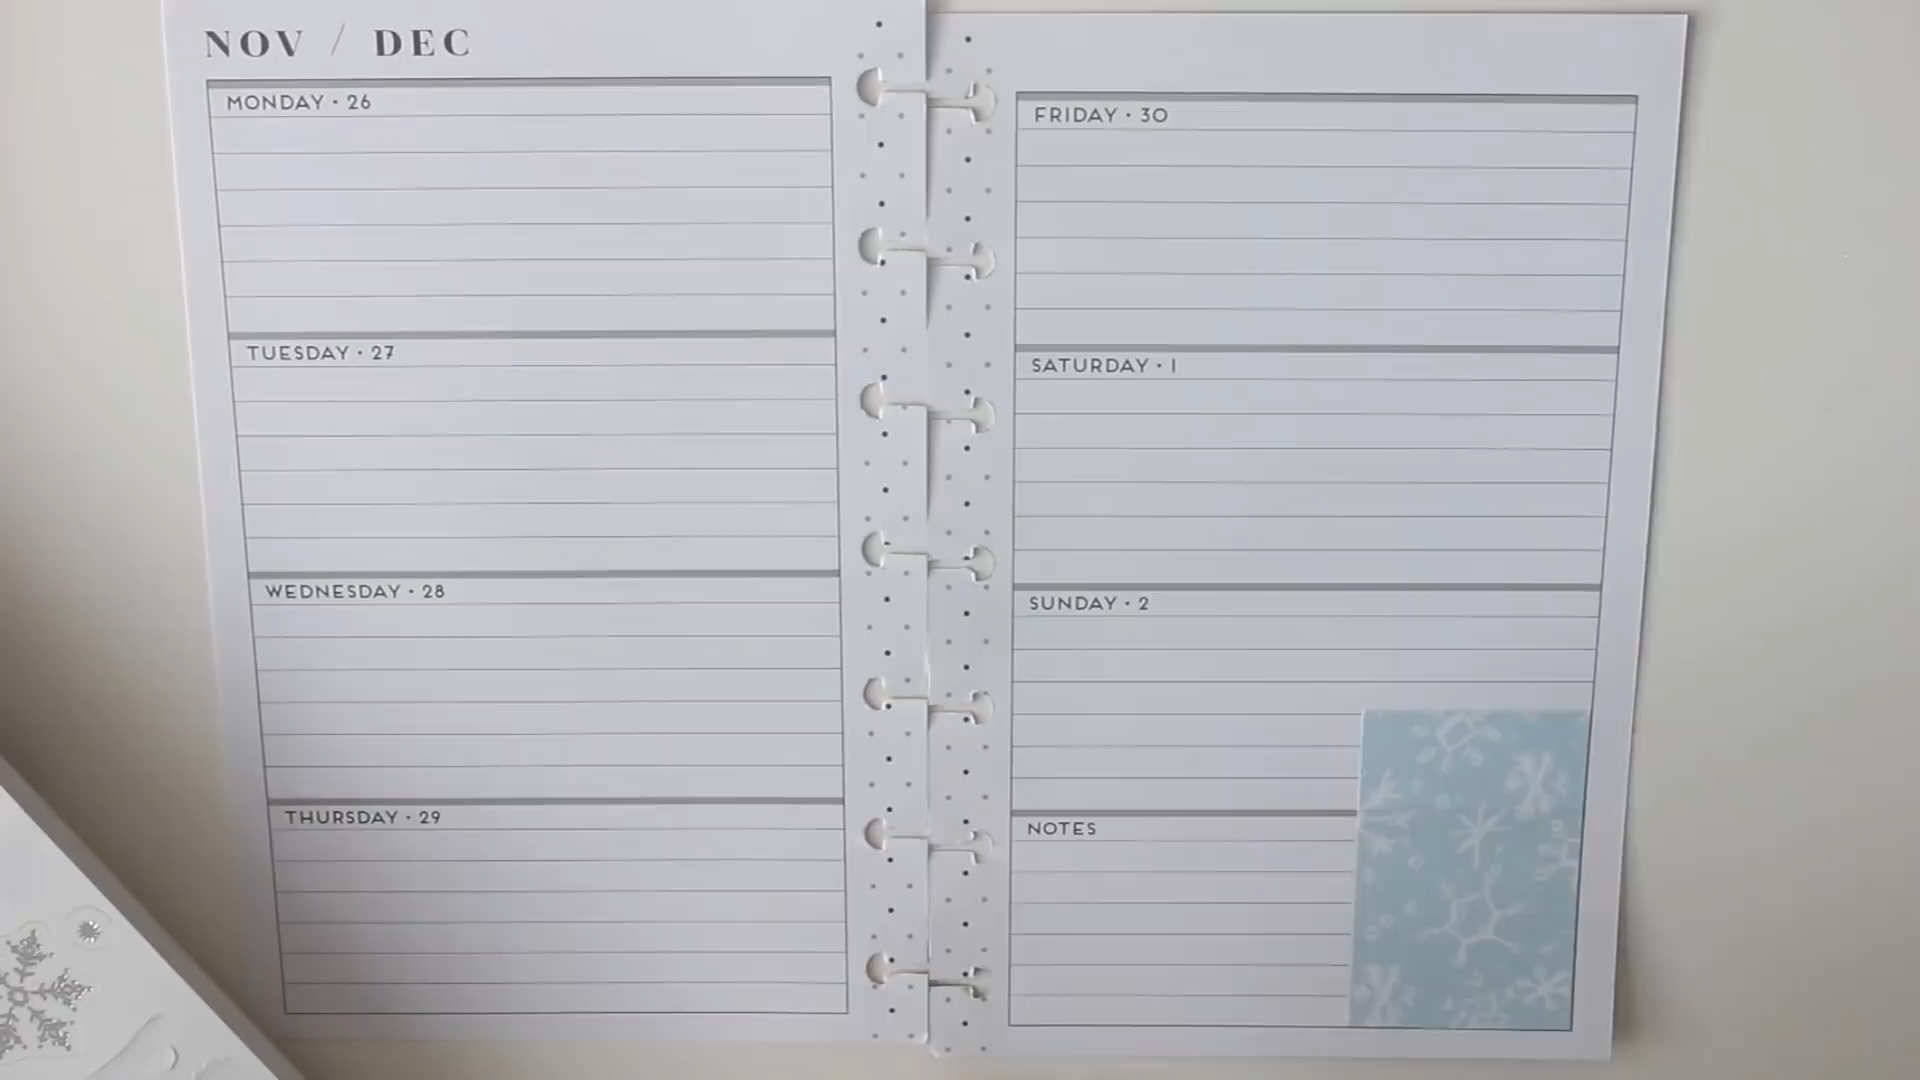 NOV / DEC
MONDAY · 26
TUESDAY · 27
WEDNESDAY · 28
THURSDAY · 29
FRIDAY · 30
SATURDAY · 1
SUNDAY · 2
NOTES